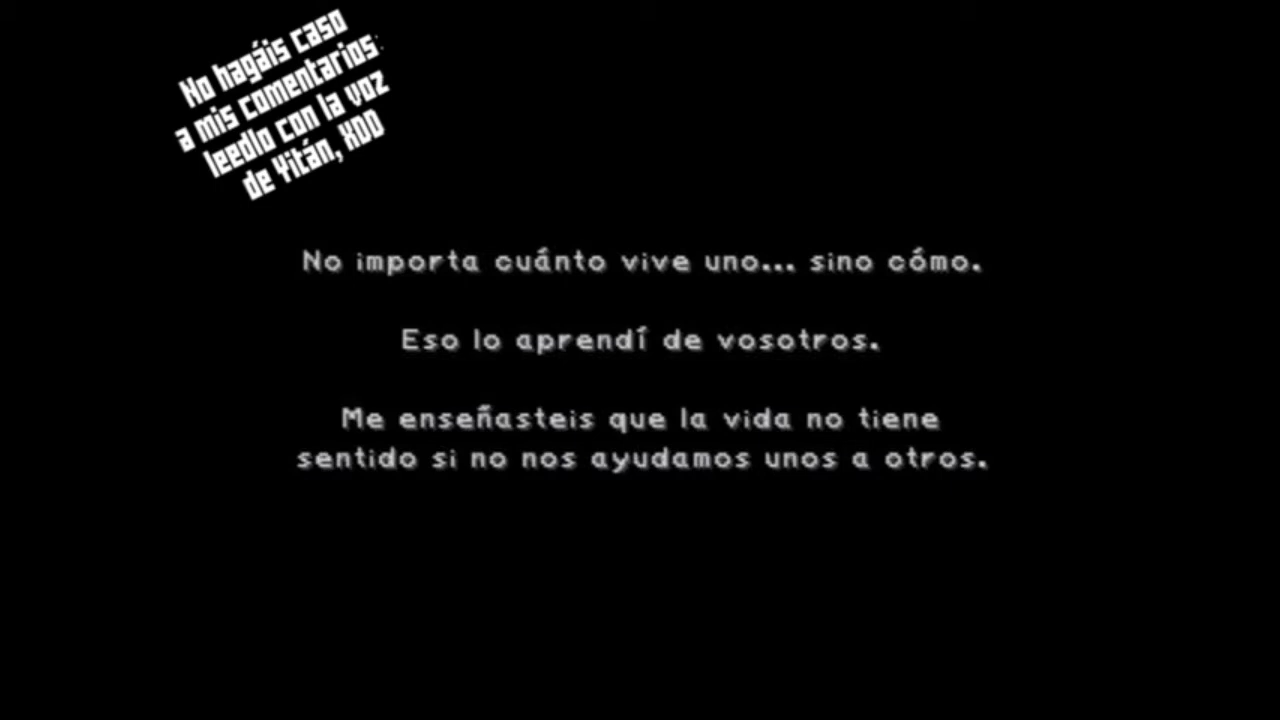 No hagáis caso
a mis comentarios:
leedlo con la voz
de Yitán, XDD
No importa cuánto vive uno... sino cómo.
Eso lo aprendí de vosotros.
Me enseñasteis que la vida no tiene
sentido si no nos ayudamos unos a otros.